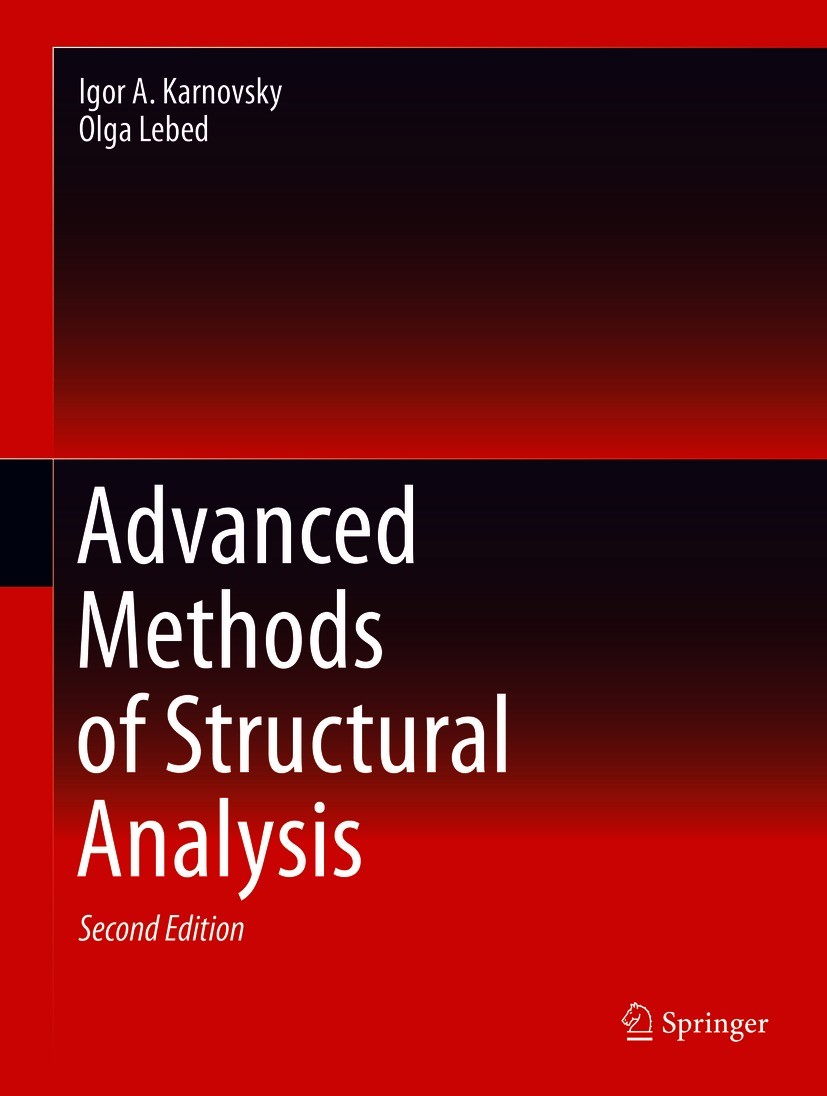 Igor A. Karnovsky
Olga Lebed
Advanced
Methods
of Structural
Analysis
Second Edition
Springer